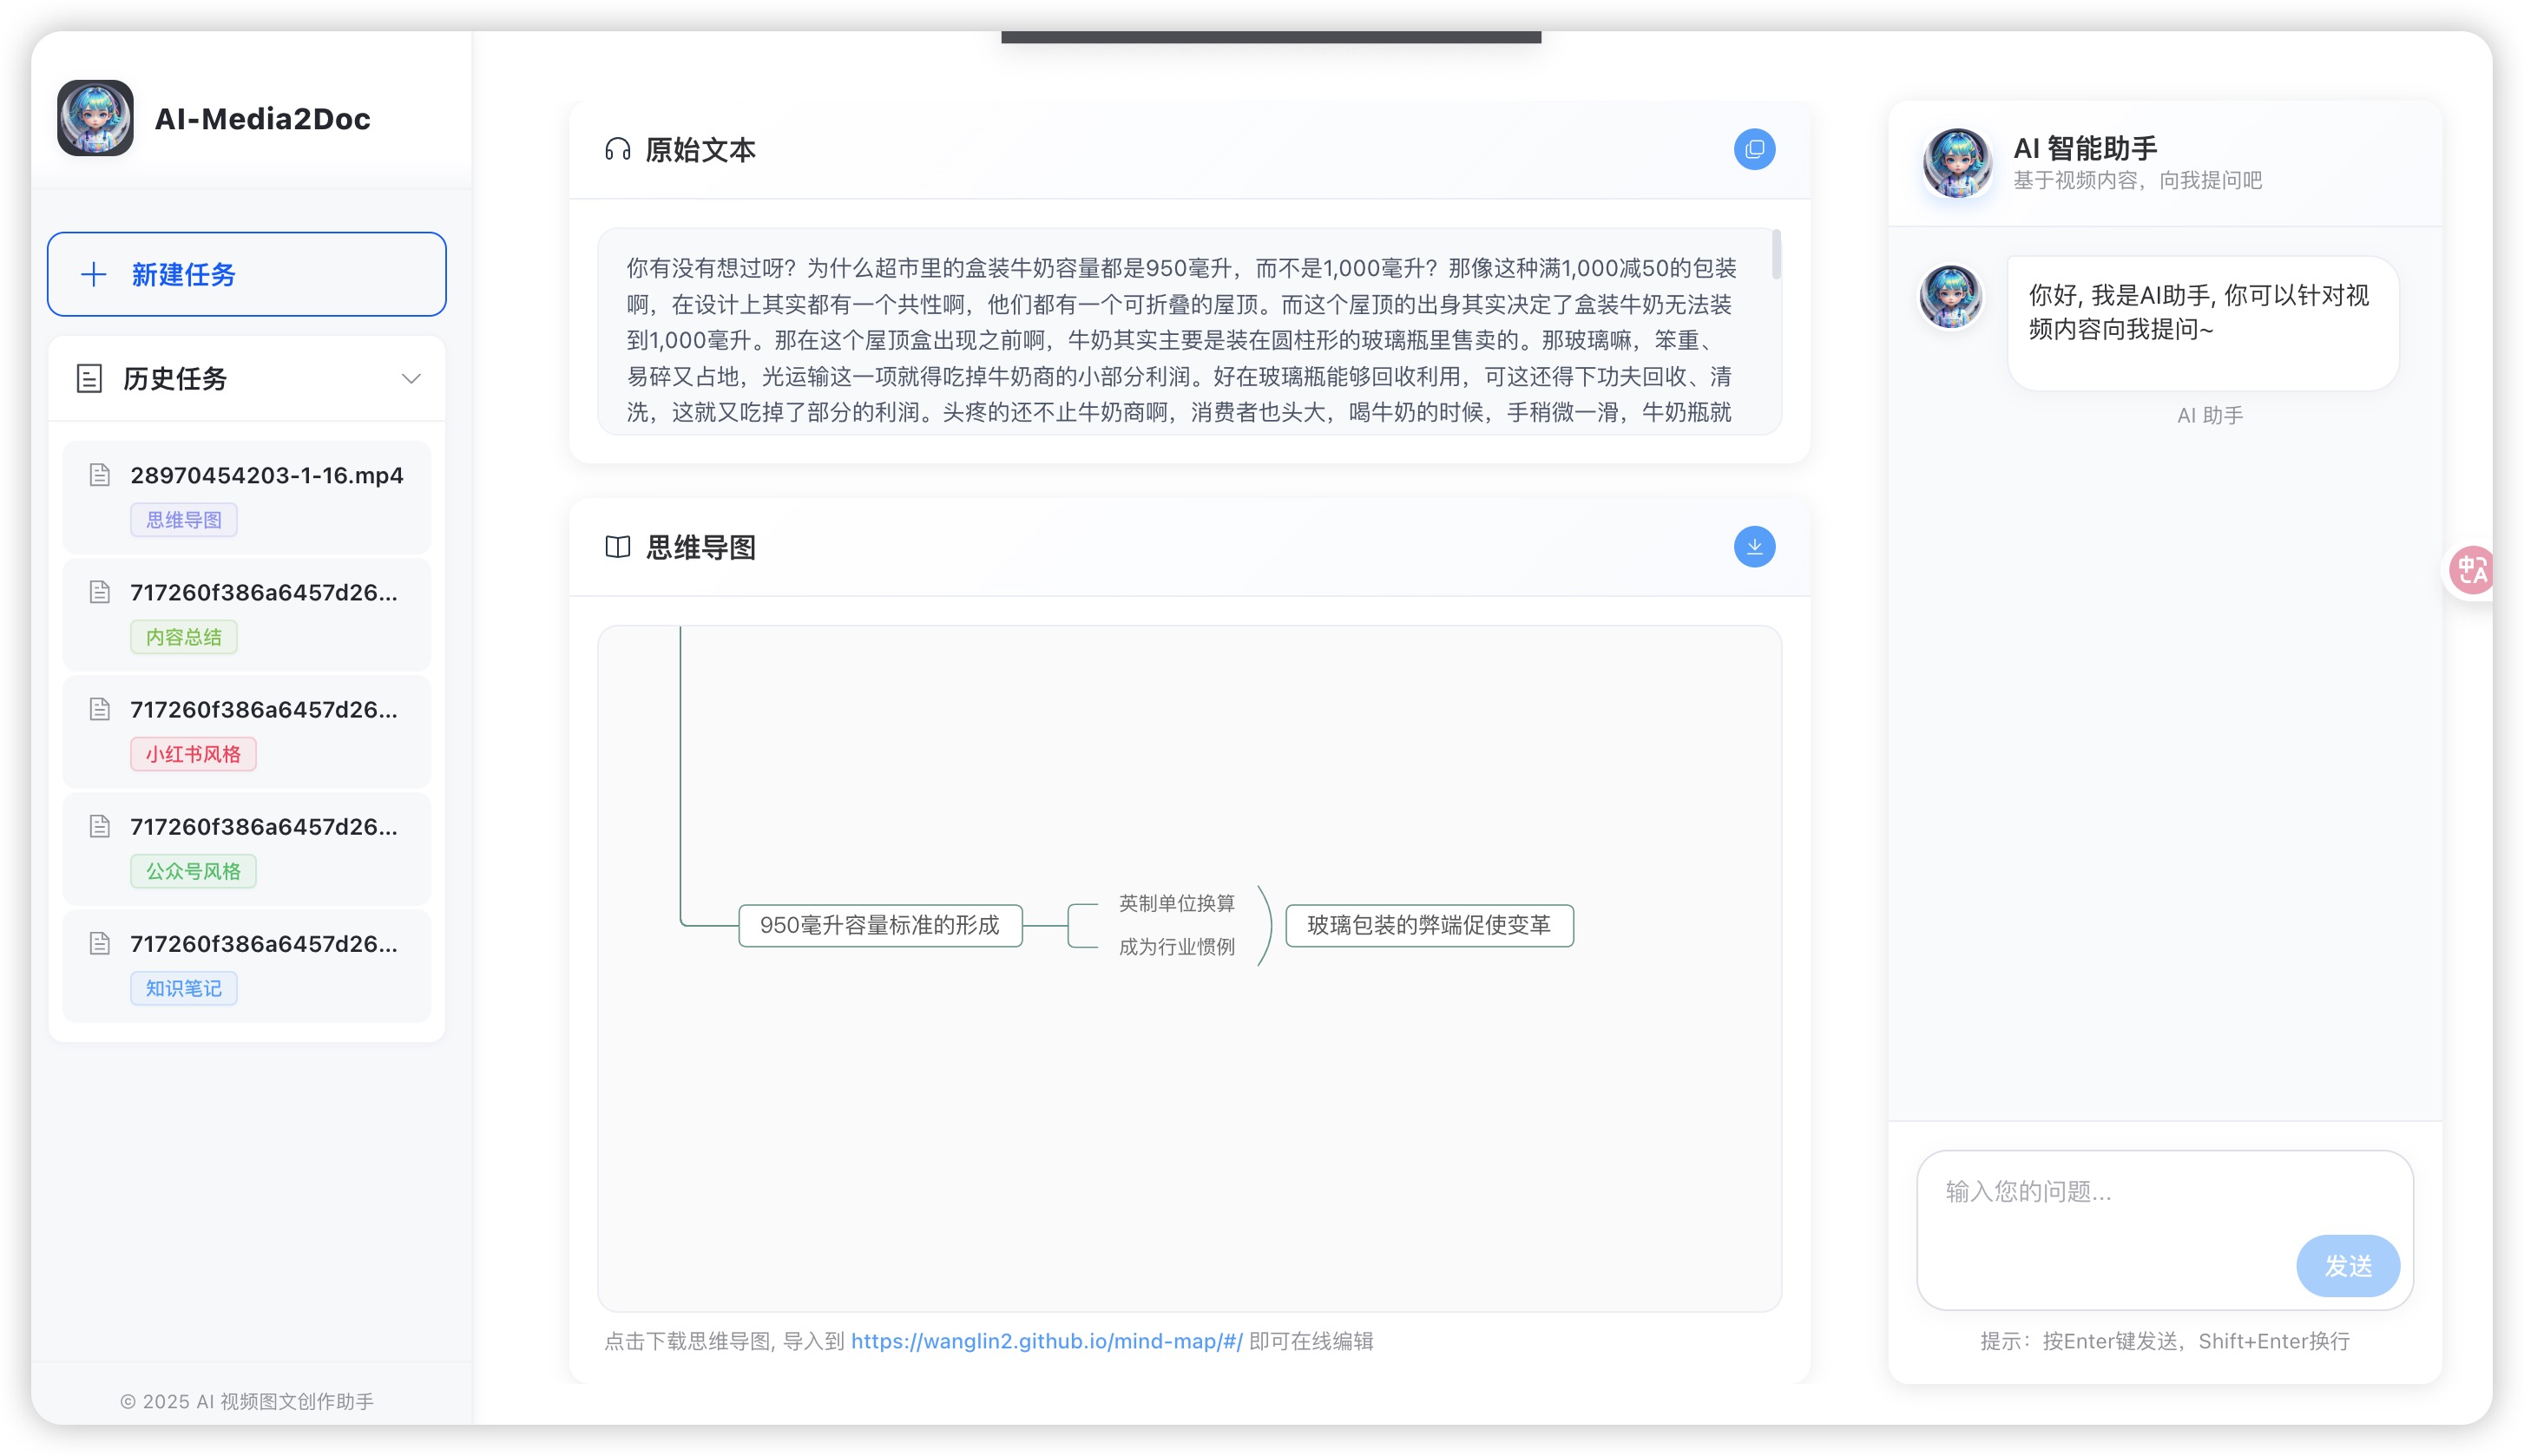 AI-Media2Doc
新建任务
历史任务
28970454203-1-16.mp4
思维导图
717260f386a6457d26...
内容总结
717260f386a6457d26...
小红书风格
717260f386a6457d26...
公众号风格
717260f386a6457d26...
知识笔记
© 2025 AI 视频图文创作助手
原始文本
你有没有想过呀？为什么超市里的盒装牛奶容量都是950毫升，而不是1,000毫升？那像这种满1,000减50的包装
啊，在设计上其实都有一个共性啊，他们都有一个可折叠的屋顶。而这个屋顶的出身其实决定了盒装牛奶无法装
到1,000毫升。那在这个屋顶盒出现之前啊，牛奶其实主要是装在圆柱形的玻璃瓶里售卖的。那玻璃嘛，笨重、
易碎又占地，光运输这一项就得吃掉牛奶商的小部分利润。好在玻璃瓶能够回收利用，可这还得下功夫回收、清
洗，这就又吃掉了部分的利润。头疼的还不止牛奶商啊，消费者也头大，喝牛奶的时候，手稍微一滑，牛奶瓶就
思维导图
950毫升容量标准的形成
英制单位换算
成为行业惯例
玻璃包装的弊端促使变革
点击下载思维导图, 导入到 https://wanglin2.github.io/mind-map/#/ 即可在线编辑
AI 智能助手
基于视频内容，向我提问吧
你好, 我是AI助手, 你可以针对视
频内容向我提问~
AI 助手
中A
输入您的问题...
发送
提示：按Enter键发送，Shift+Enter换行